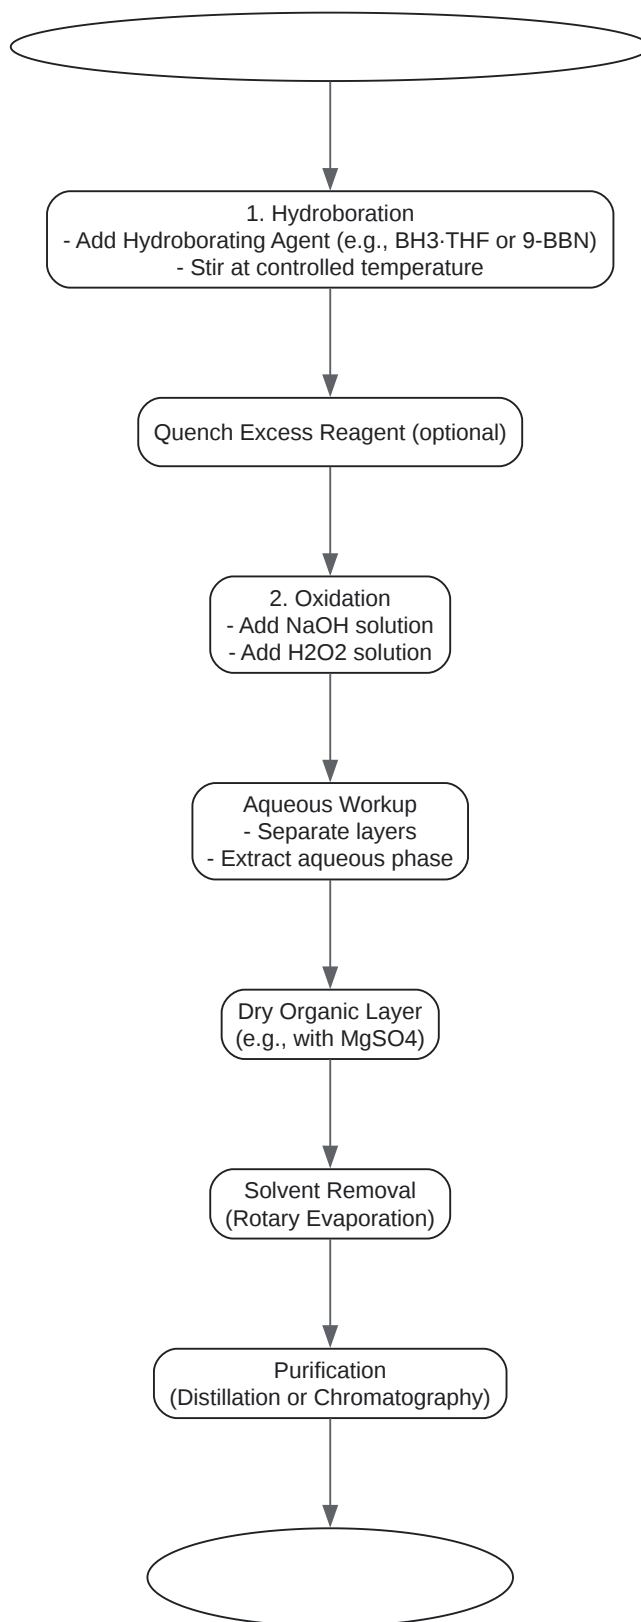 1. Hydroboration
- Add Hydroborating Agent (e.g., BH3·THF or 9-BBN)
- Stir at controlled temperature
Quench Excess Reagent (optional)
2. Oxidation
- Add NaOH solution
- Add H2O2 solution
Aqueous Workup
- Separate layers
- Extract aqueous phase
Dry Organic Layer
(e.g., with MgSO4)
Solvent Removal
(Rotary Evaporation)
Purification
(Distillation or Chromatography)